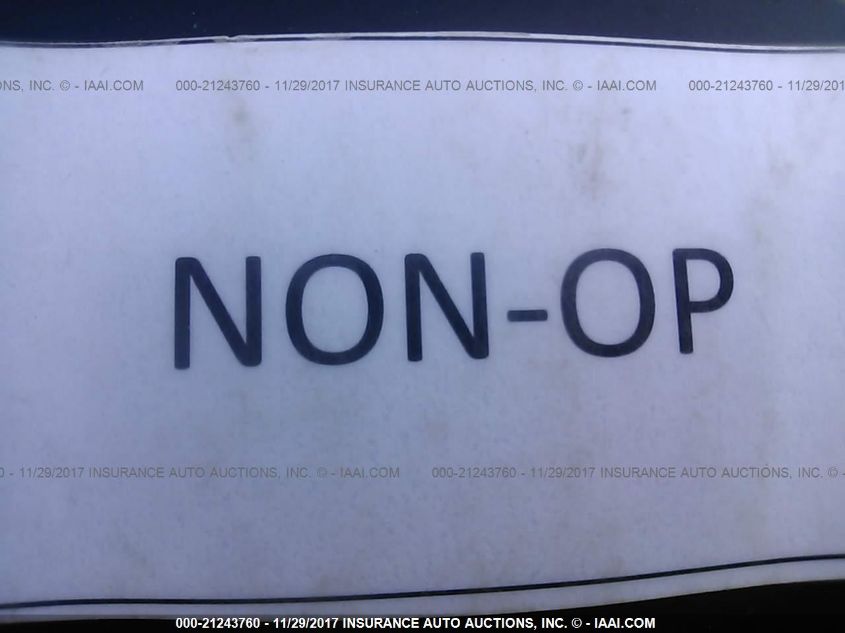 NS, INC. © - IAAI.COM 000-21243760 - 11/29/2017 INSURANCE AUTO AUCTIONS, INC. © - IAAI.COM 000-21243760 - 11/29/201
NON-OP
0 - 11/29/2017 INSURANCE AUTO AUCTIONS, INC. © - IAAI.COM 000-21243760 - 11/29/2017 INSURANCE AUTO AUCTIONS, INC. © -
000-21243760 - 11/29/2017 INSURANCE AUTO AUCTIONS, INC. © - IAAI.COM